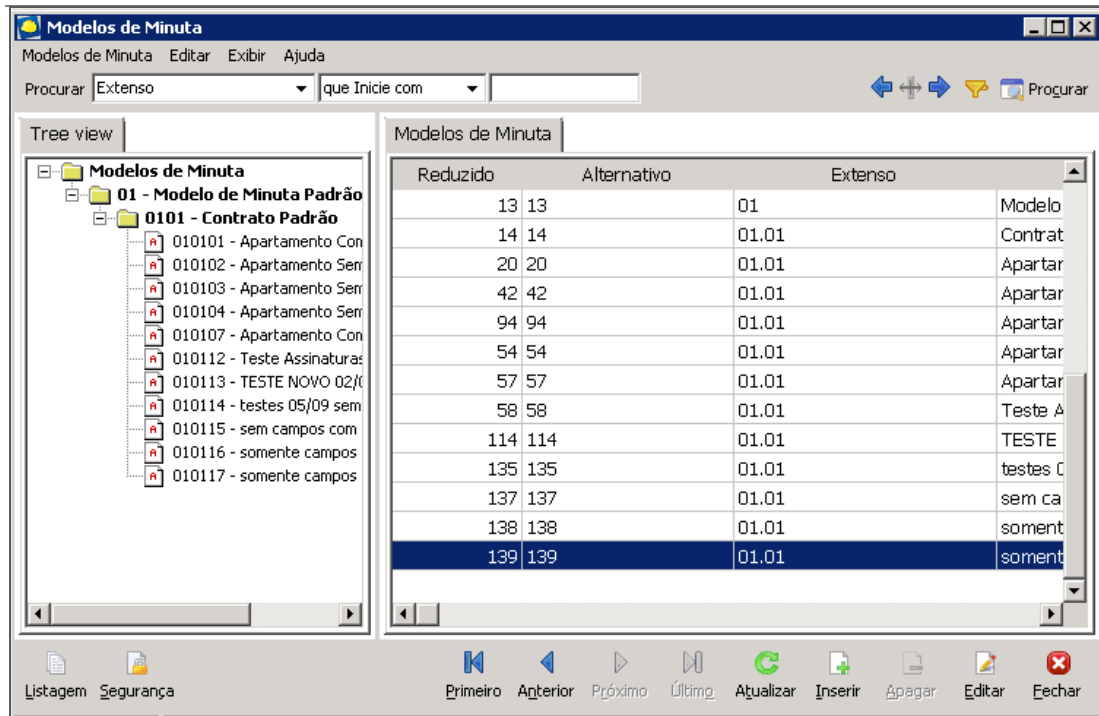 Modelos de Minuta
Modelos de Minuta Editar Exibir Ajuda
Procurar Extenso que Inicie com Procurar
Tree view
Modelos de Minuta
01 - Modelo de Minuta Padrão
0101 - Contrato Padrão
010101 - Apartamento Con
010102 - Apartamento Sem
010103 - Apartamento Sem
010104 - Apartamento Sem
010107 - Apartamento Con
010112 - Teste Assinaturas
010113 - TESTE NOVO 02/0
010114 - testes 05/09 sem
010115 - sem campos com
010116 - somente campos
010117 - somente campos
Modelos de Minuta
Reduzido Alternativo Extenso
13 13 01 Modelo
14 14 01.01 Contrat
20 20 01.01 Apartar
42 42 01.01 Apartar
94 94 01.01 Apartar
54 54 01.01 Apartar
57 57 01.01 Apartar
58 58 01.01 Teste A
114 114 01.01 TESTE
135 135 01.01 testes 0
137 137 01.01 sem ca
138 138 01.01 soment
139 139 01.01 soment
Listagem Segurança Primeiro Anterior Próximo Último Atualizar Inserir Apagar Editar Fechar